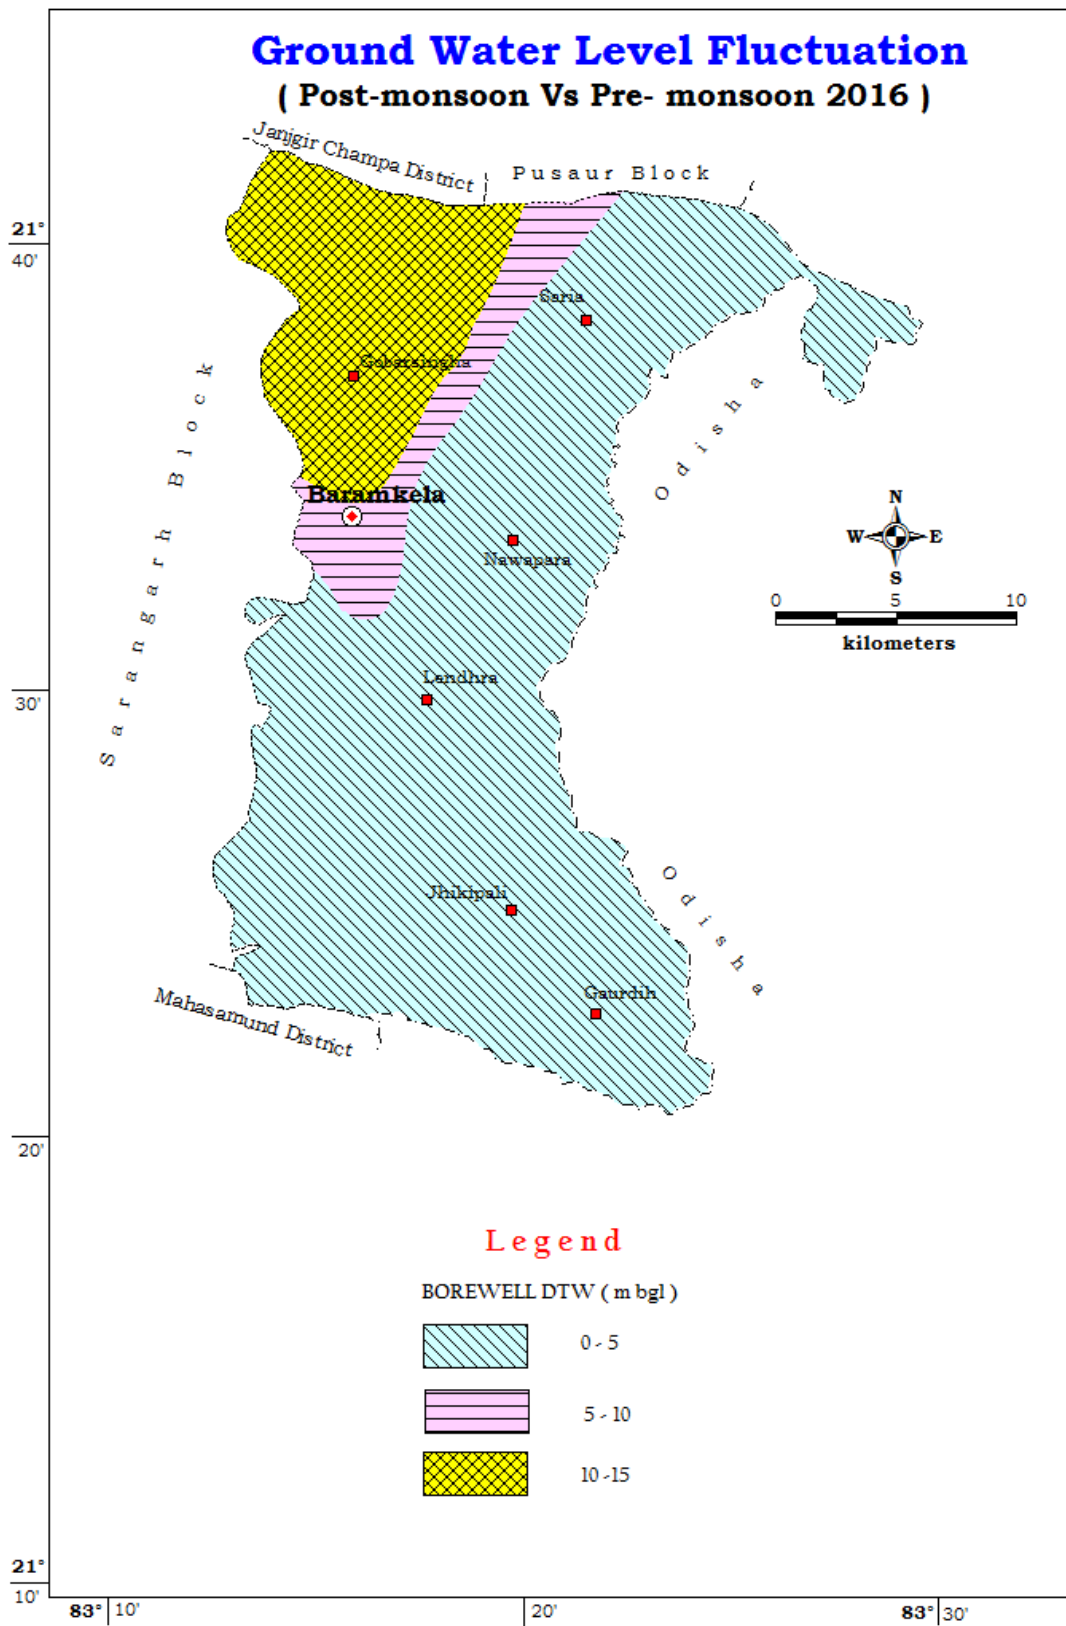 Ground Water Level Fluctuation
( Post-monsoon Vs Pre- monsoon 2016 )
Janjgir Champa District
Pusaur Block
21°
40'
Saria
Gobarsingha
Sarangarh Block
Odisha
Baramkela
N
W E
S
Nawapara
0 5 10
kilometers
Lendhra
30'
Jhikipali
Odisha
Gaurdih
Mahasamund District
20'
Legend
BOREWELL DTW ( m bgl )
0 - 5
5 - 10
10 -15
21°
10'
83° 10' 20' 83° 30'